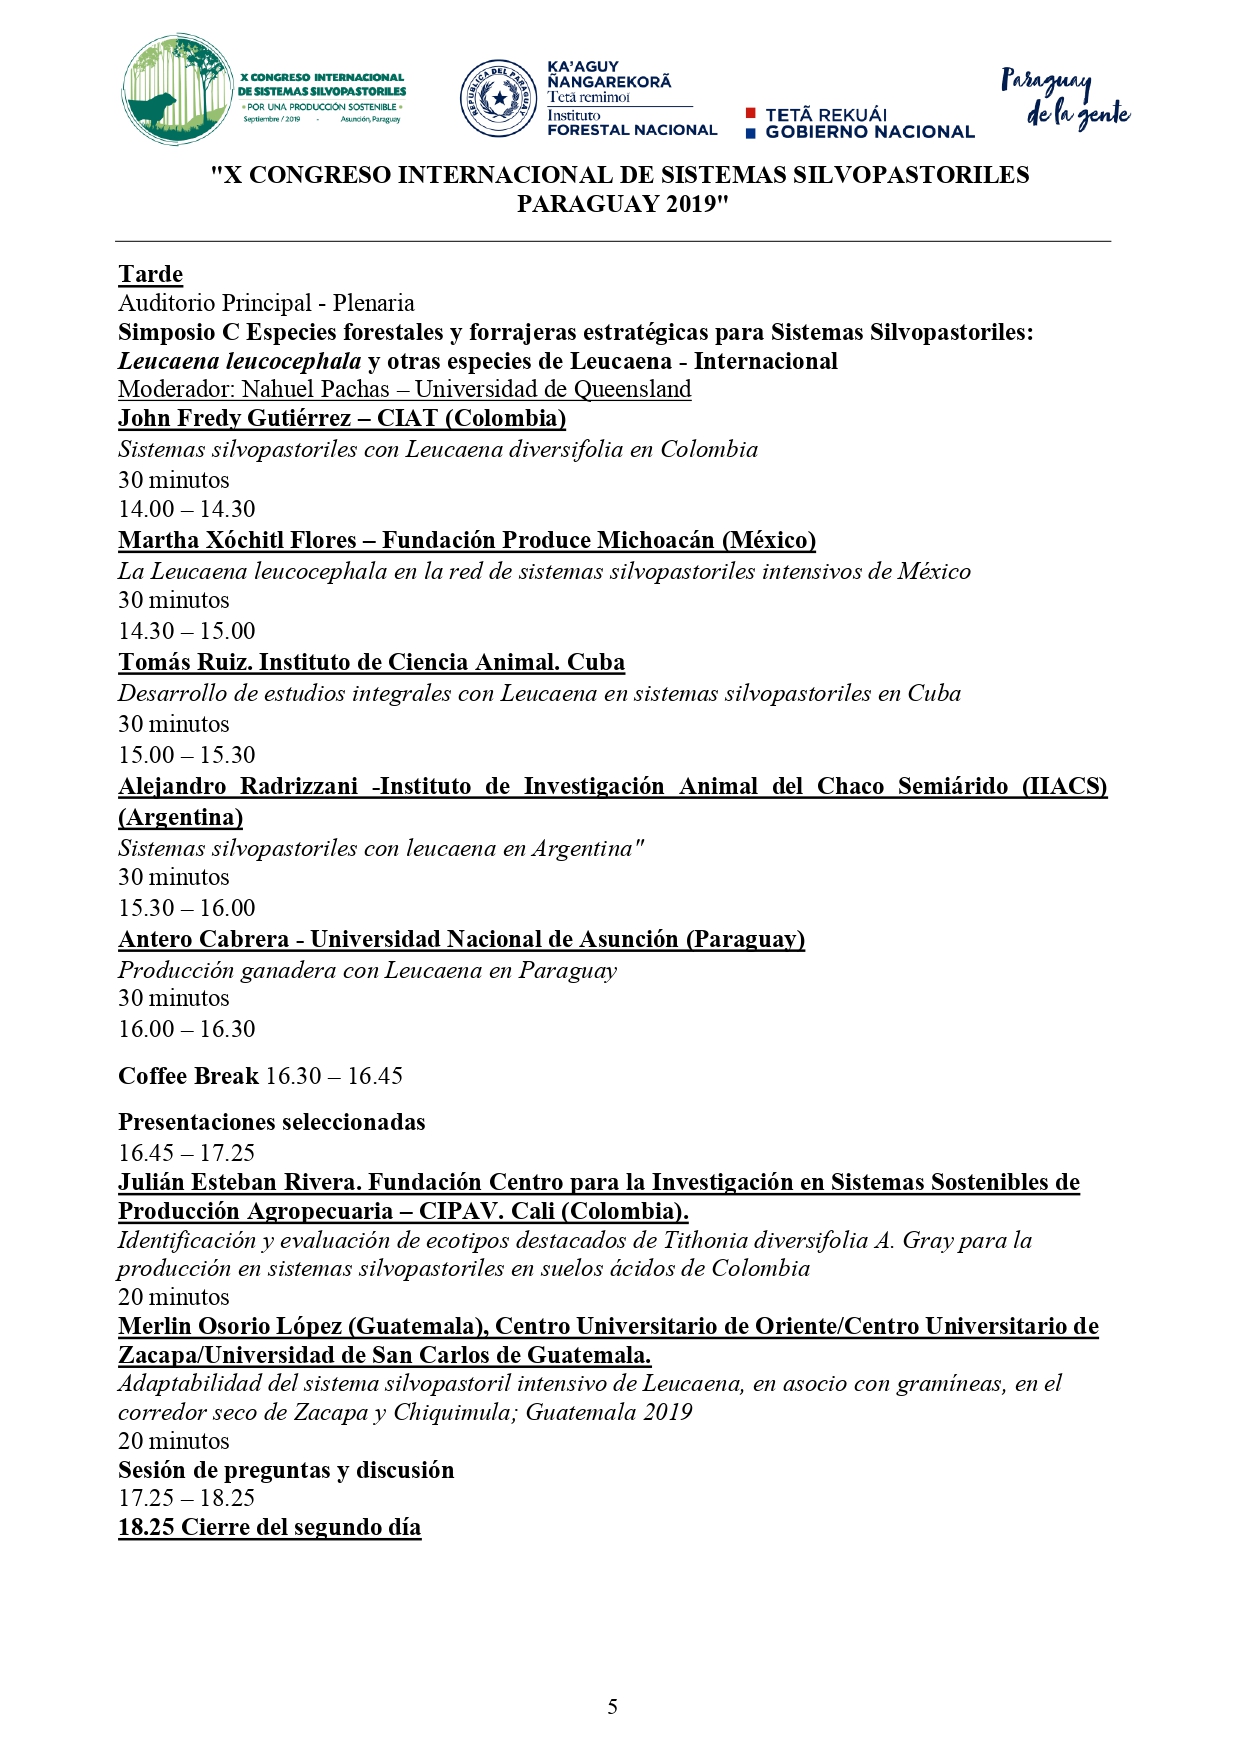 X CONGRESO INTERNACIONAL
DE SISTEMAS SILVOPASTORILES
• POR UNA PRODUCCIÓN SOSTENIBLE •
Septiembre / 2019 - Asunción, Paraguay
REPUBLICA DEL PARAGUAY
KA'AGUY
ÑANGAREKORÃ
Tetã remimoĩ
Instituto
FORESTAL NACIONAL
TETÃ REKUÁI
GOBIERNO NACIONAL
Paraguay
de la gente
"X CONGRESO INTERNACIONAL DE SISTEMAS SILVOPASTORILES
PARAGUAY 2019"
Tarde
Auditorio Principal - Plenaria
Simposio C Especies forestales y forrajeras estratégicas para Sistemas Silvopastoriles:
Leucaena leucocephala y otras especies de Leucaena - Internacional
Moderador: Nahuel Pachas – Universidad de Queensland
John Fredy Gutiérrez – CIAT (Colombia)
Sistemas silvopastoriles con Leucaena diversifolia en Colombia
30 minutos
14.00 – 14.30
Martha Xóchitl Flores – Fundación Produce Michoacán (México)
La Leucaena leucocephala en la red de sistemas silvopastoriles intensivos de México
30 minutos
14.30 – 15.00
Tomás Ruiz. Instituto de Ciencia Animal. Cuba
Desarrollo de estudios integrales con Leucaena en sistemas silvopastoriles en Cuba
30 minutos
15.00 – 15.30
Alejandro Radrizzani -Instituto de Investigación Animal del Chaco Semiárido (IIACS)
(Argentina)
Sistemas silvopastoriles con leucaena en Argentina"
30 minutos
15.30 – 16.00
Antero Cabrera - Universidad Nacional de Asunción (Paraguay)
Producción ganadera con Leucaena en Paraguay
30 minutos
16.00 – 16.30
Coffee Break 16.30 – 16.45
Presentaciones seleccionadas
16.45 – 17.25
Julián Esteban Rivera. Fundación Centro para la Investigación en Sistemas Sostenibles de
Producción Agropecuaria – CIPAV. Cali (Colombia).
Identificación y evaluación de ecotipos destacados de Tithonia diversifolia A. Gray para la
producción en sistemas silvopastoriles en suelos ácidos de Colombia
20 minutos
Merlin Osorio López (Guatemala), Centro Universitario de Oriente/Centro Universitario de
Zacapa/Universidad de San Carlos de Guatemala.
Adaptabilidad del sistema silvopastoril intensivo de Leucaena, en asocio con gramíneas, en el
corredor seco de Zacapa y Chiquimula; Guatemala 2019
20 minutos
Sesión de preguntas y discusión
17.25 – 18.25
18.25 Cierre del segundo día
5